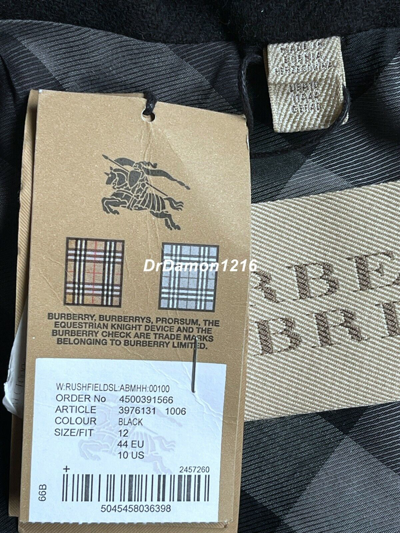 DrDamon1216
BURBERRY, BURBERRYS, PRORSUM, THE
EQUESTRIAN KNIGHT DEVICE AND THE
BURBERRY CHECK ARE TRADE MARKS
BELONGING TO BURBERRY LIMITED.
W:RUSHFIELDSL:ABMHH:00100
ORDER No 4500391566
ARTICLE 3976131 1006
COLOUR BLACK
SIZE/FIT 12
44 EU
10 US
+ 2457260
66B
5045458036398
RBE
BRI